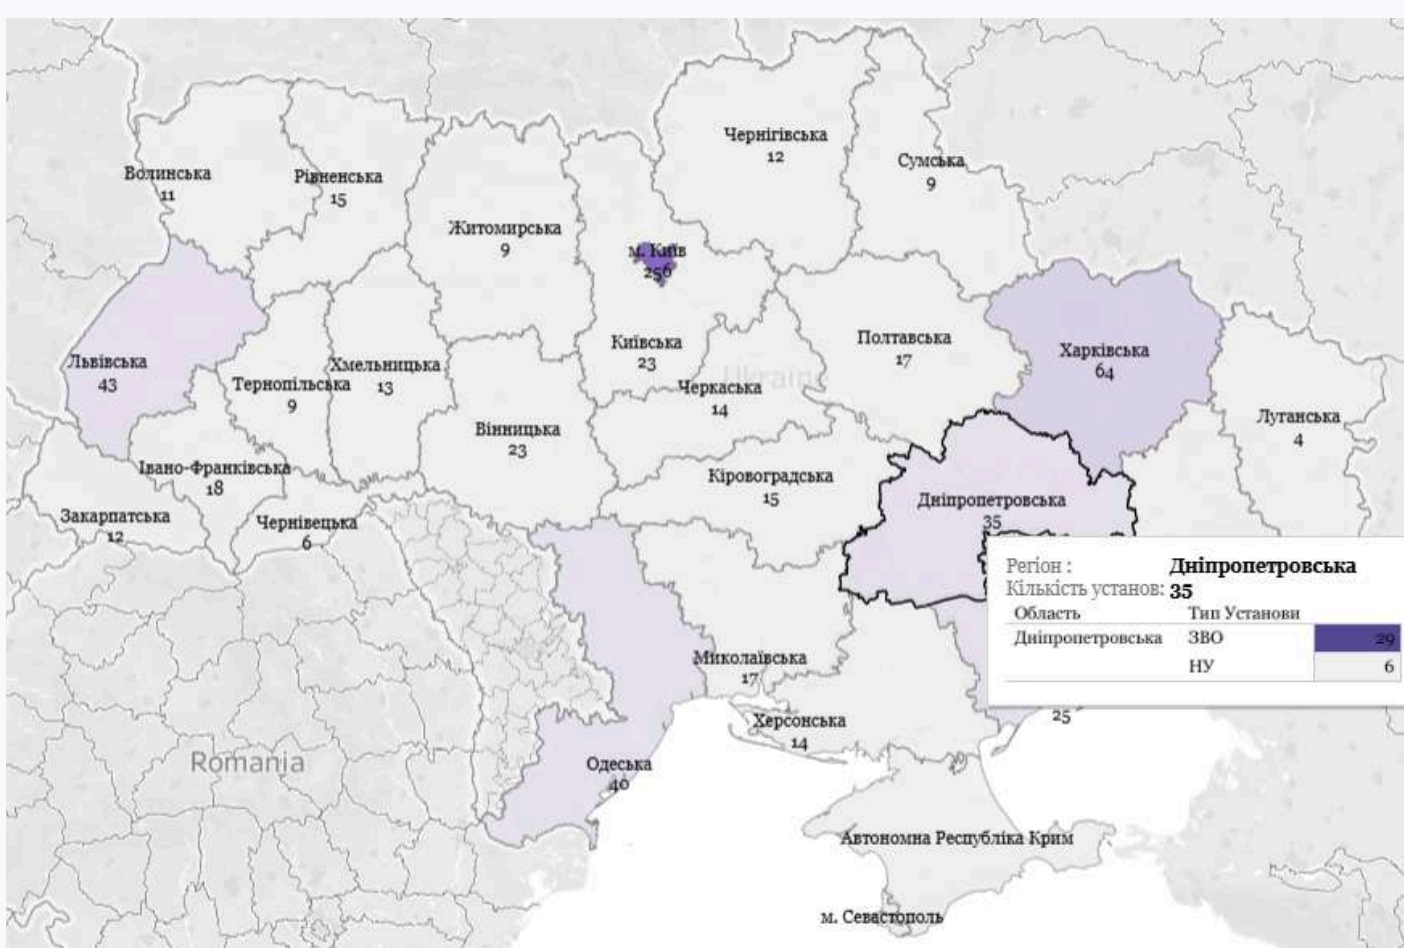 Чернігівська
12
Сумська
9
Волинська
11
Рівненська
15
Житомирська
9
м. Київ
256
Київська
23
Полтавська
17
Харківська
64
Львівська
43
Хмельницька
13
Тернопільська
9
Черкаська
14
Ukraine
Луганська
4
Вінницька
23
Івано-Франківська
18
Кіровоградська
15
Дніпропетровська
35
Закарпатська
12
Чернівецька
6
Регіон : Дніпропетровська
Кількість установ: 35
Область Тип Установи
Дніпропетровська ЗВО 29
НУ 6
Миколаївська
17
25
Херсонська
14
Romania
Одеська
40
Автономна Республіка Крим
м. Севастополь